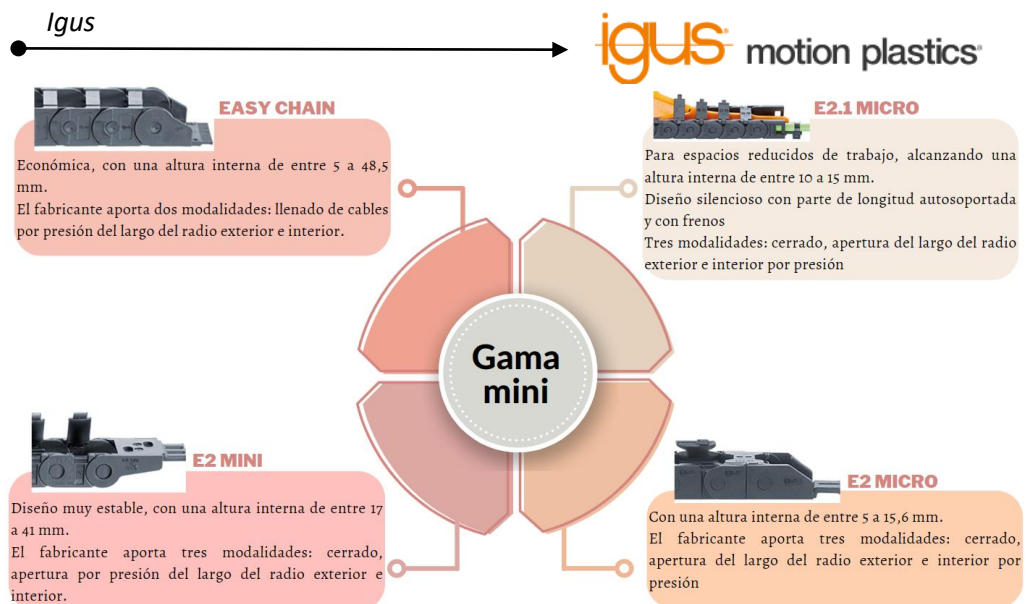 Igus
igus® motion plastics®
EASY CHAIN
Económica, con una altura interna de entre 5 a 48,5
mm.
El fabricante aporta dos modalidades: llenado de cables
por presión del largo del radio exterior e interior.
E2.1 MICRO
Para espacios reducidos de trabajo, alcanzando una
altura interna de entre 10 a 15 mm.
Diseño silencioso con parte de longitud autosoportada
y con frenos
Tres modalidades: cerrado, apertura del largo del radio
exterior e interior por presión
Gama
mini
E2 MINI
Diseño muy estable, con una altura interna de entre 17
a 41 mm.
El fabricante aporta tres modalidades: cerrado,
apertura por presión del largo del radio exterior e
interior.
E2 MICRO
Con una altura interna de entre 5 a 15,6 mm.
El fabricante aporta tres modalidades: cerrado,
apertura del largo del radio exterior e interior por
presión